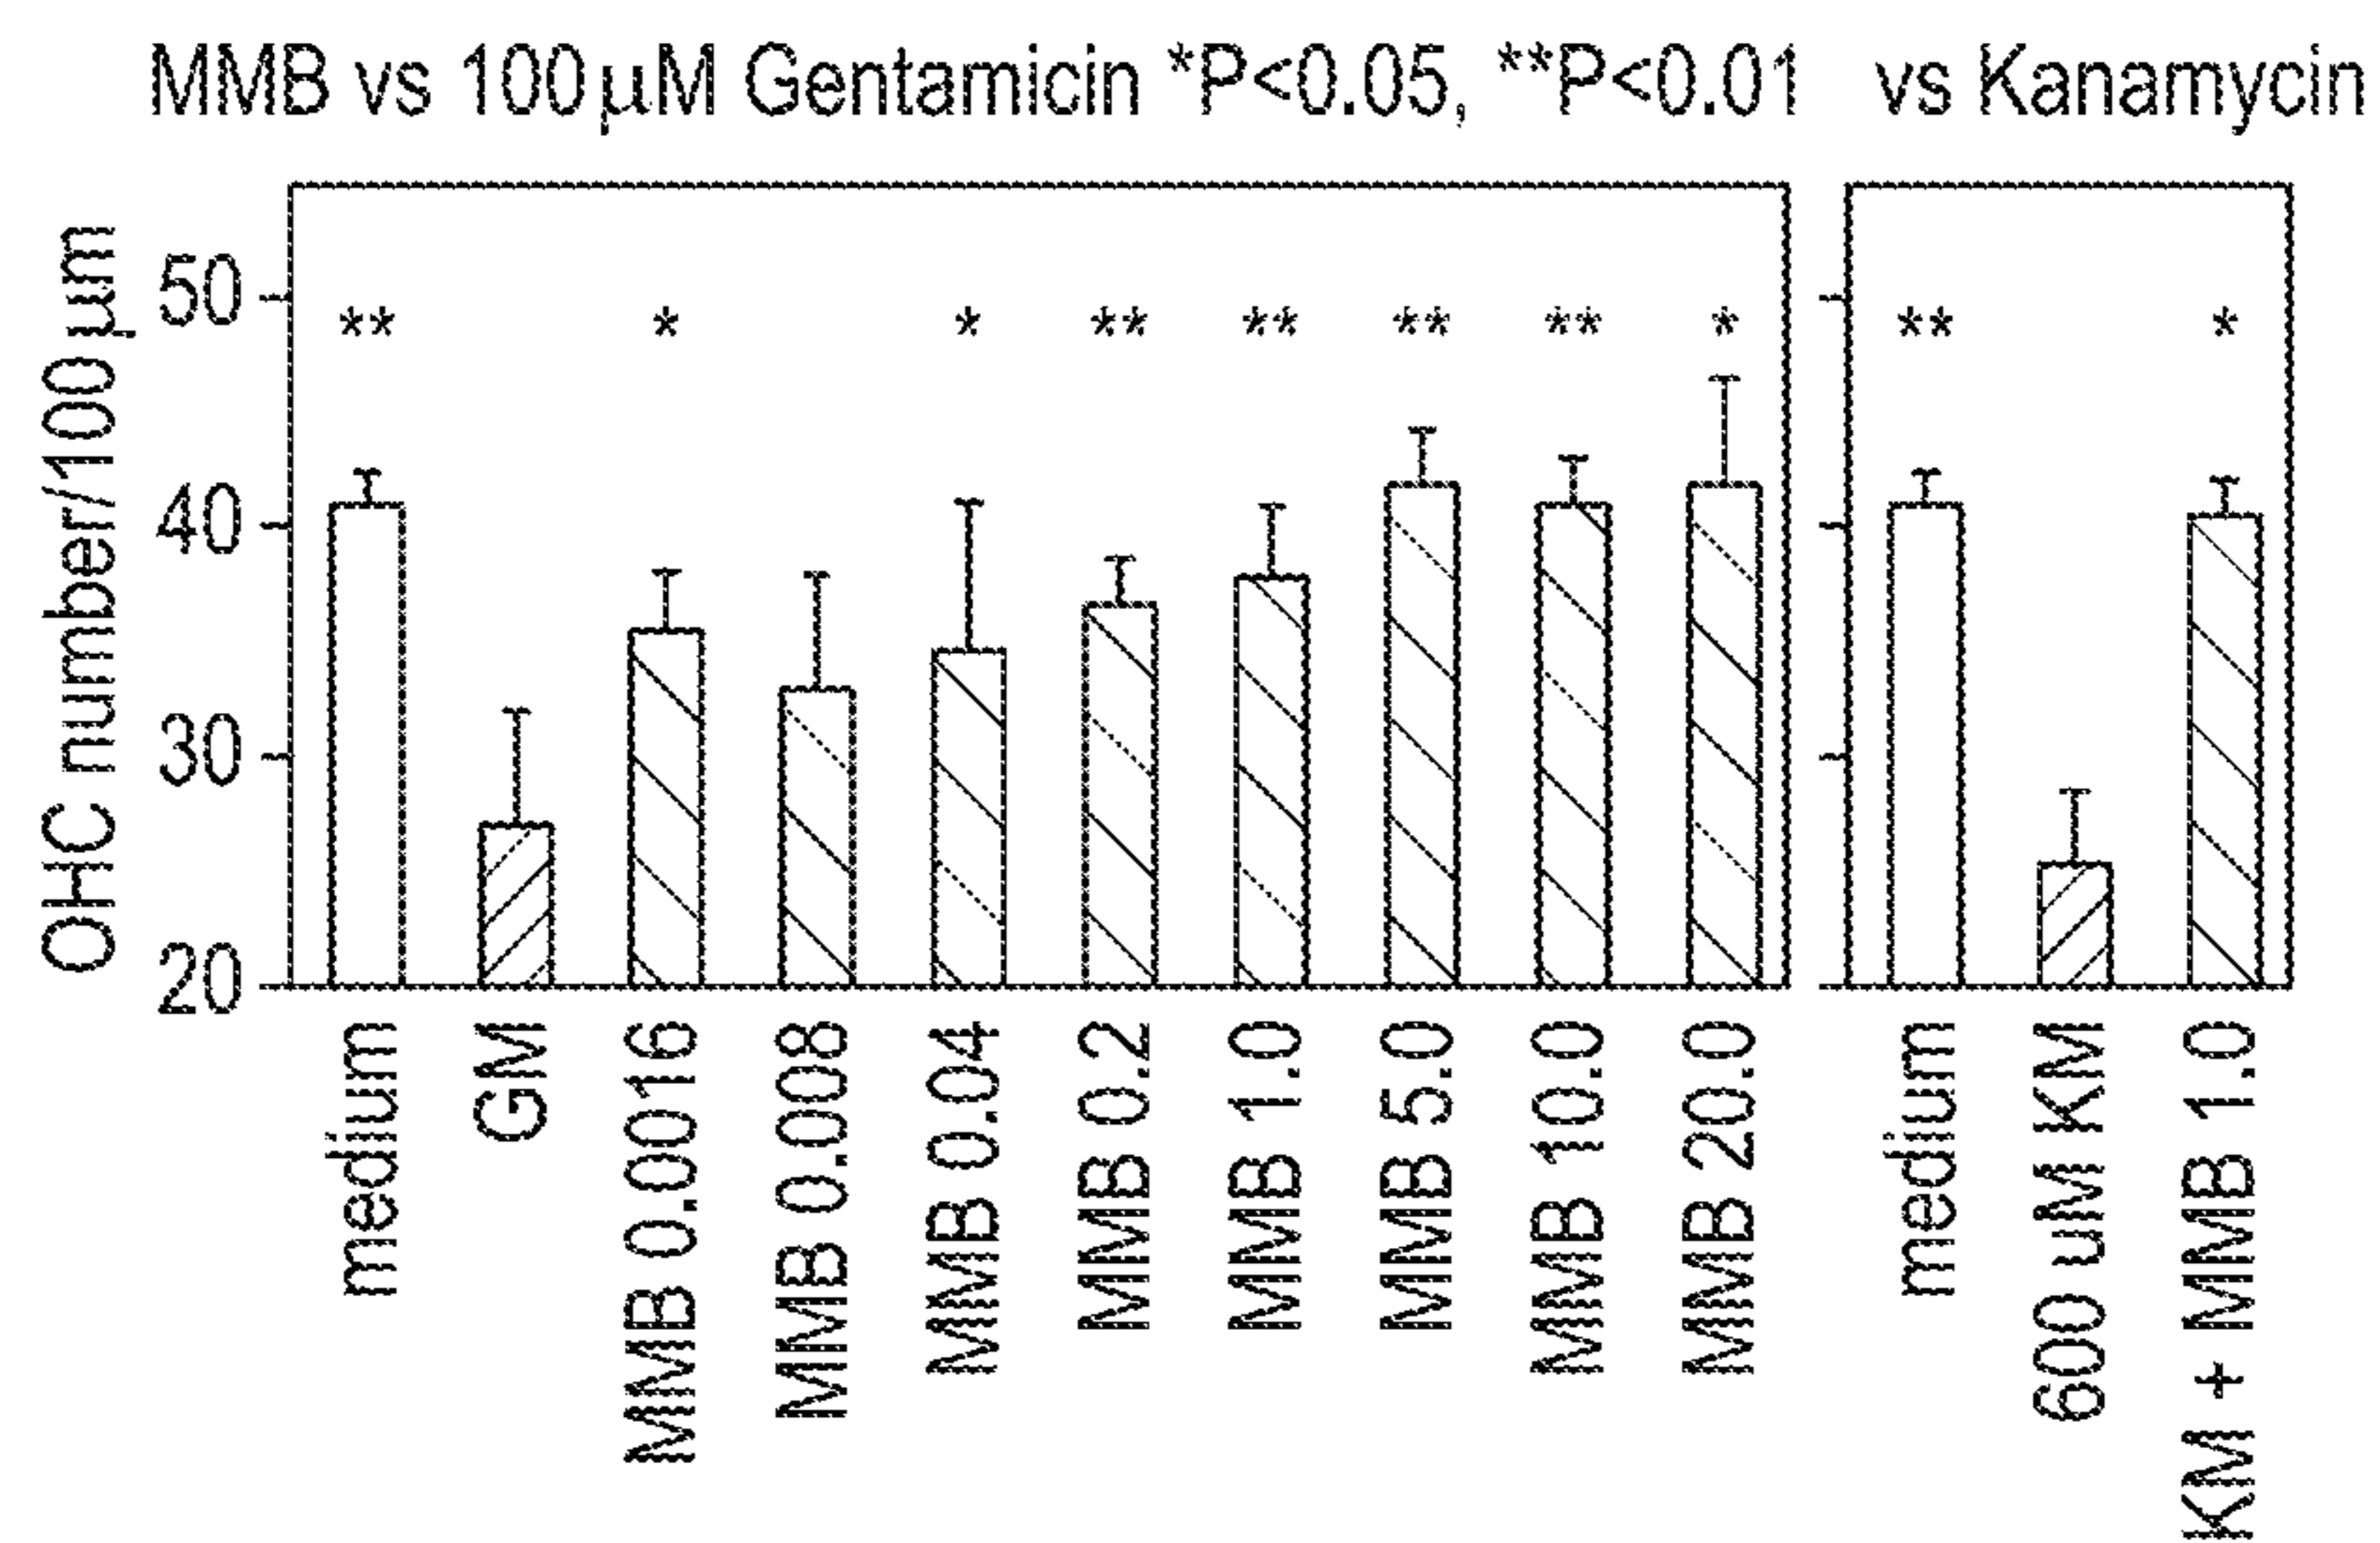 MMB vs 100 µM Gentamicin *P<0.05, **P<0.01 vs Kanamycin
OHC number/100 µm
50
40
30
20
** * * ** ** ** ** *
** *
medium
GM
MMB 0.0016
MMB 0.008
MMB 0.04
MMB 0.2
MMB 1.0
MMB 5.0
MMB 10.0
MMB 20.0
medium
600 uM KM
KM + MMB 1.0